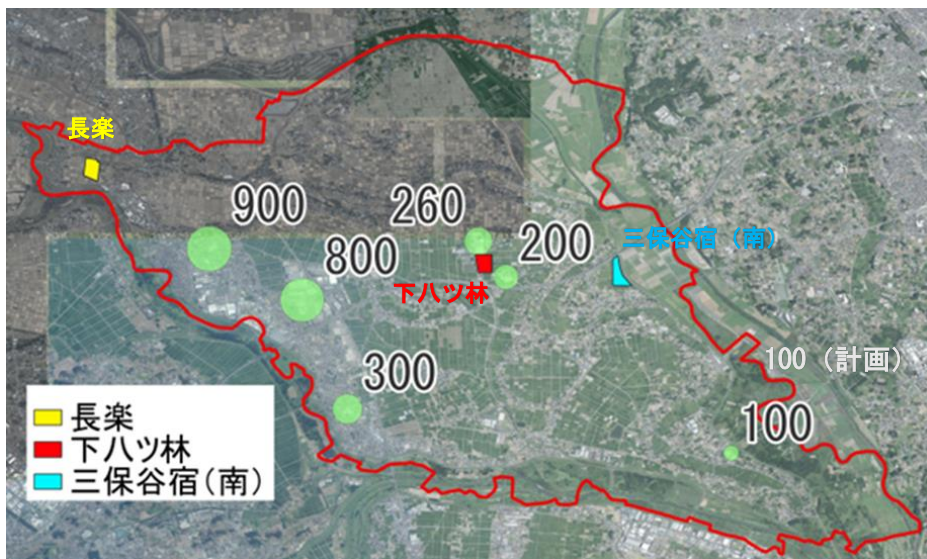 長楽
900
260
200
三保谷宿（南）
800
下八ツ林
100（計画）
300
100
長楽
下八ツ林
三保谷宿(南)